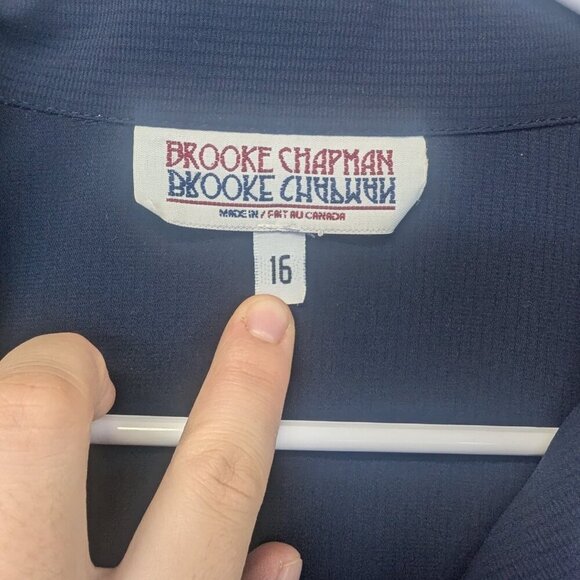 BROOKE CHAPMAN
BROOKE CHAPMAN
MADE IN / FAIT AU CANADA
16